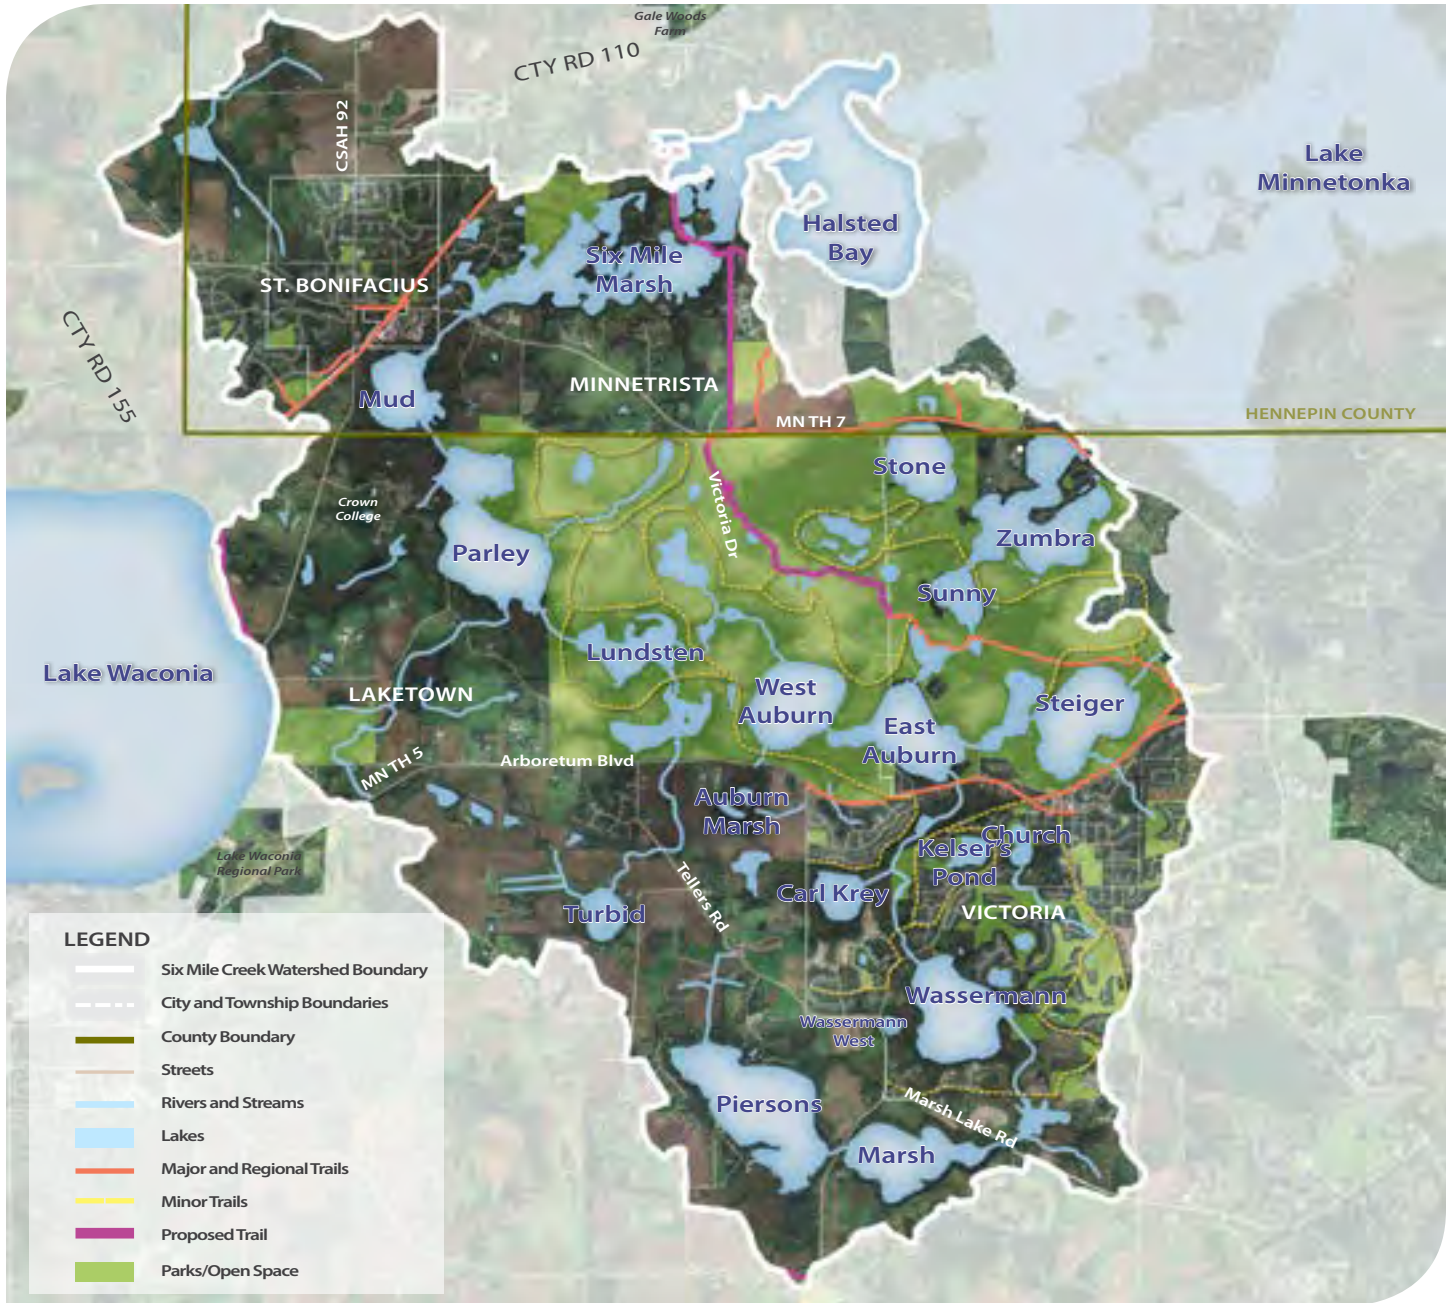 Gale Woods
Farm
CTY RD 110
CSAH 92
Lake
Minnetonka
Halsted
Bay
Six Mile
Marsh
ST. BONIFACIUS
CTY RD 155
MINNETRISTA
Mud
HENNEPIN COUNTY
MN TH 7
Stone
Crown
College
Victoria Dr
Zumbra
Parley
Sunny
Lundsten
Lake Waconia
LAKETOWN
West
Auburn
Steiger
East
Auburn
MN TH 5
Arboretum Blvd
Auburn
Marsh
Church
Kelser's
Pond
Lake Waconia
Regional Park
Tellers Rd
Carl Krey
Turbid
VICTORIA
Wassermann
Wassermann
West
Piersons
Marsh Lake Rd
Marsh
LEGEND
Six Mile Creek Watershed Boundary
City and Township Boundaries
County Boundary
Streets
Rivers and Streams
Lakes
Major and Regional Trails
Minor Trails
Proposed Trail
Parks/Open Space